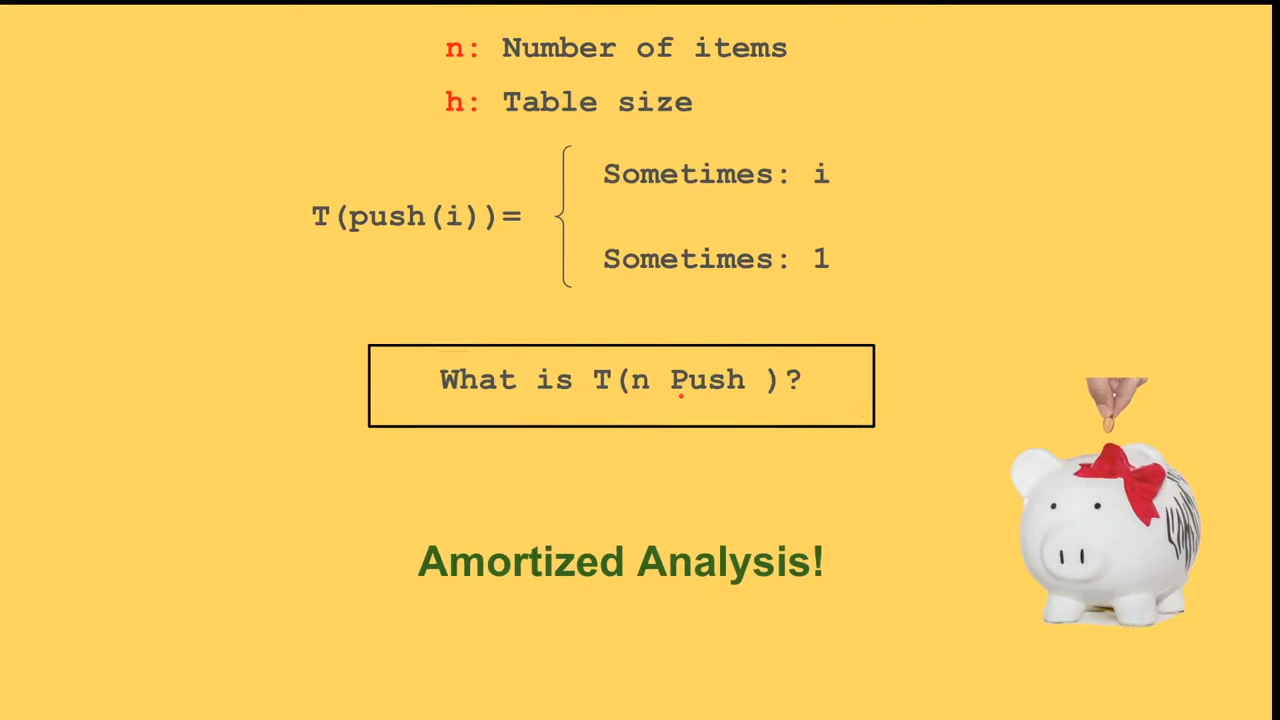 n: Number of items
h: Table size
Sometimes: i
T(push(i))=
Sometimes: 1
What is T(n Push )?
Amortized Analysis!